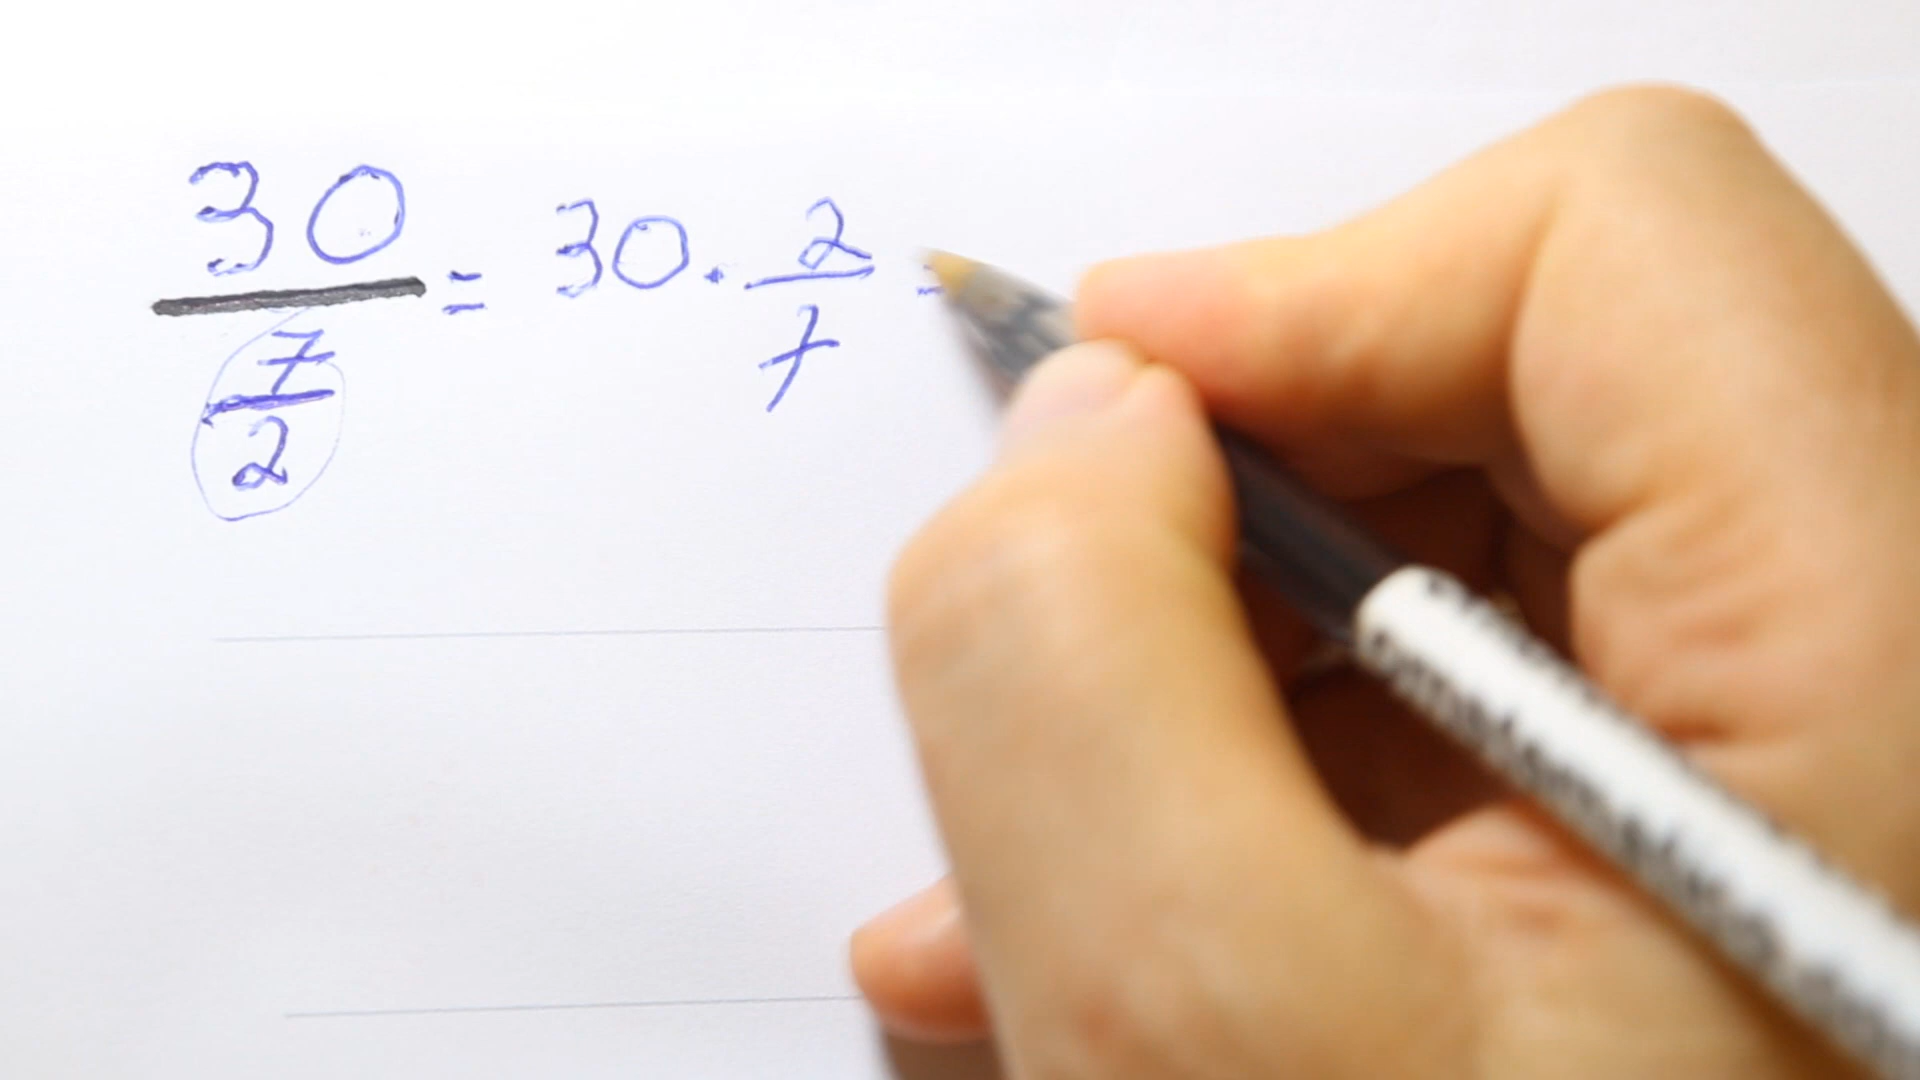 30/(7/2) = 30 · 2/7 =